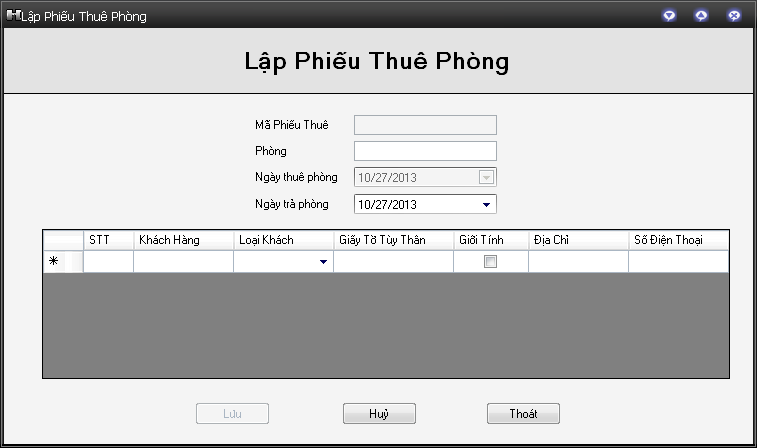 Lập Phiếu Thuê Phòng
Lập Phiếu Thuê Phòng
Mã Phiếu Thuê
Phòng
Ngày thuê phòng 10/27/2013
Ngày trả phòng 10/27/2013
STT Khách Hàng Loại Khách Giấy Tờ Tùy Thân Giới Tính Địa Chỉ Số Điện Thoại
*
Lưu Huỷ Thoát